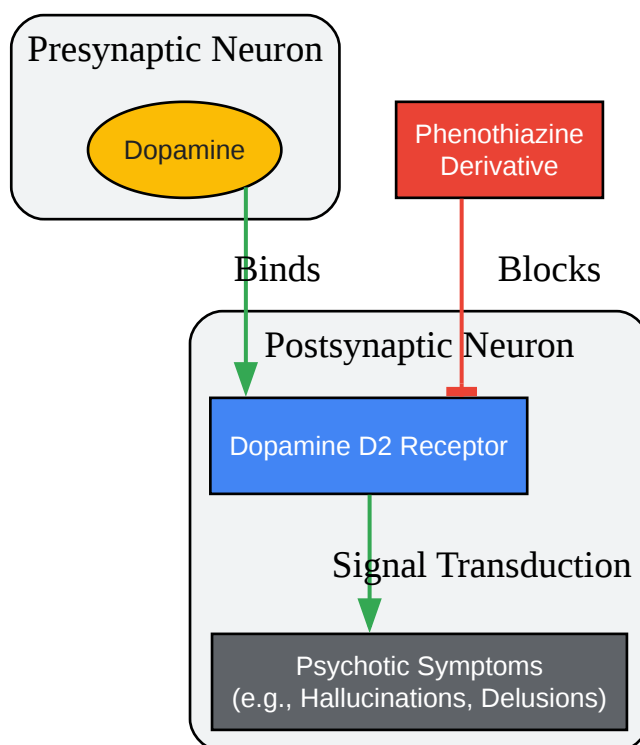 Presynaptic Neuron
Dopamine
Phenothiazine
Derivative
Binds
Blocks
Postsynaptic Neuron
Dopamine D2 Receptor
Signal Transduction
Psychotic Symptoms
(e.g., Hallucinations, Delusions)